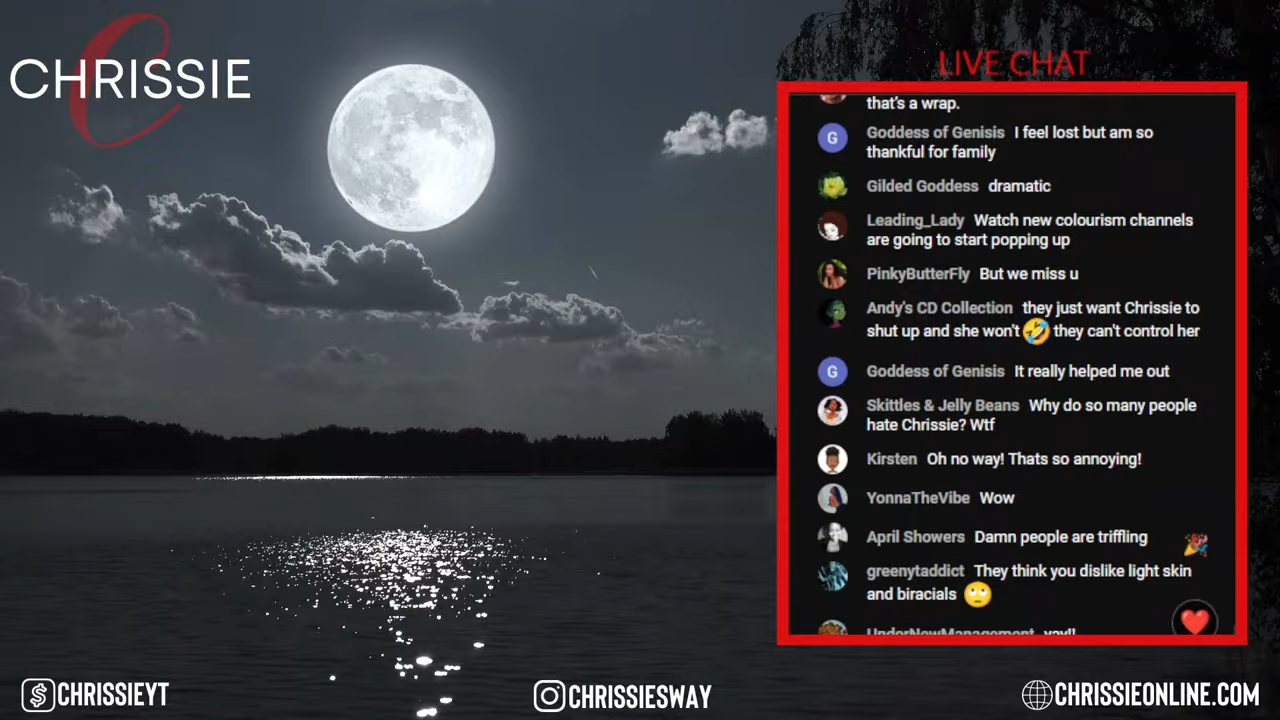 CHRISSIE
LIVE CHAT
that's a wrap.
Goddess of Genisis I feel lost but am so
thankful for family
Gilded Goddess dramatic
Leading_Lady Watch new colourism channels
are going to start popping up
PinkyButterFly But we miss u
Andy's CD Collection they just want Chrissie to
shut up and she won't 🤣 they can't control her
G
Goddess of Genisis It really helped me out
Skittles & Jelly Beans Why do so many people
hate Chrissie? Wtf
Kirsten Oh no way! Thats so annoying!
YonnaTheVibe Wow
April Showers Damn people are triffling
greenytaddict They think you dislike light skin
and biracials 🙄
UnderNewManagement yay!!
$ CHRISSIEYT
CHRISSIESWAY
CHRISSIEONLINE.COM